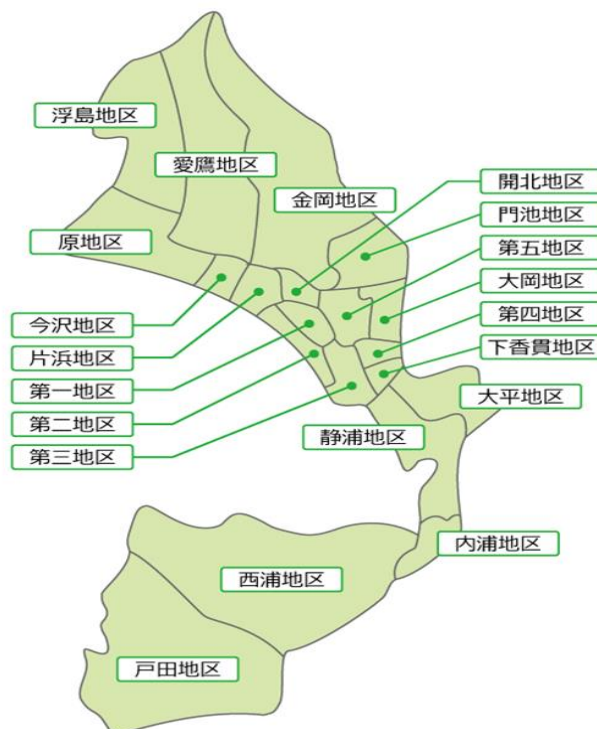 浮島地区
愛鷹地区
金岡地区
開北地区
門池地区
原地区
第五地区
大岡地区
今沢地区
第四地区
片浜地区
下香貫地区
第一地区
大平地区
第二地区
静浦地区
第三地区
内浦地区
西浦地区
戸田地区